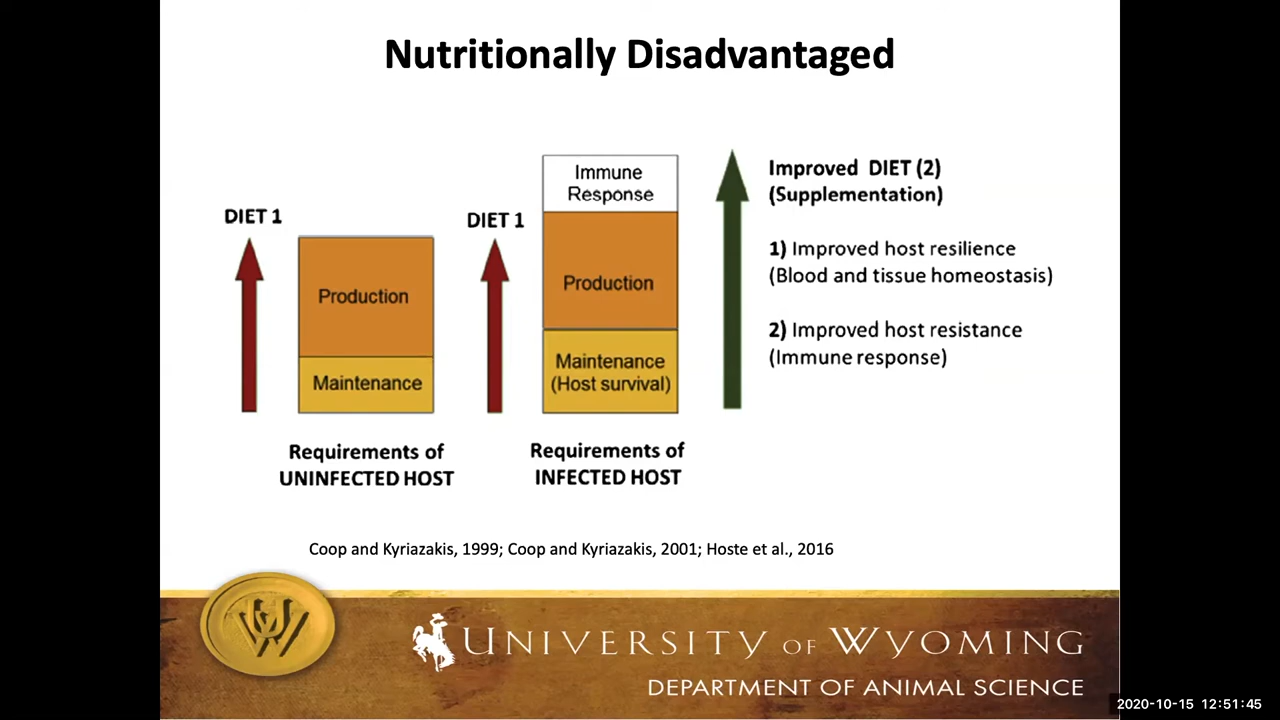 Nutritionally Disadvantaged
DIET 1
Production
Maintenance
Requirements of
UNINFECTED HOST
DIET 1
Immune
Response
Production
Maintenance
(Host survival)
Requirements of
INFECTED HOST
Improved DIET (2)
(Supplementation)
1) Improved host resilience
(Blood and tissue homeostasis)
2) Improved host resistance
(Immune response)
Coop and Kyriazakis, 1999; Coop and Kyriazakis, 2001; Hoste et al., 2016
UW
UNIVERSITY OF WYOMING
DEPARTMENT OF ANIMAL SCIENCE
2020-10-15 12:51:45